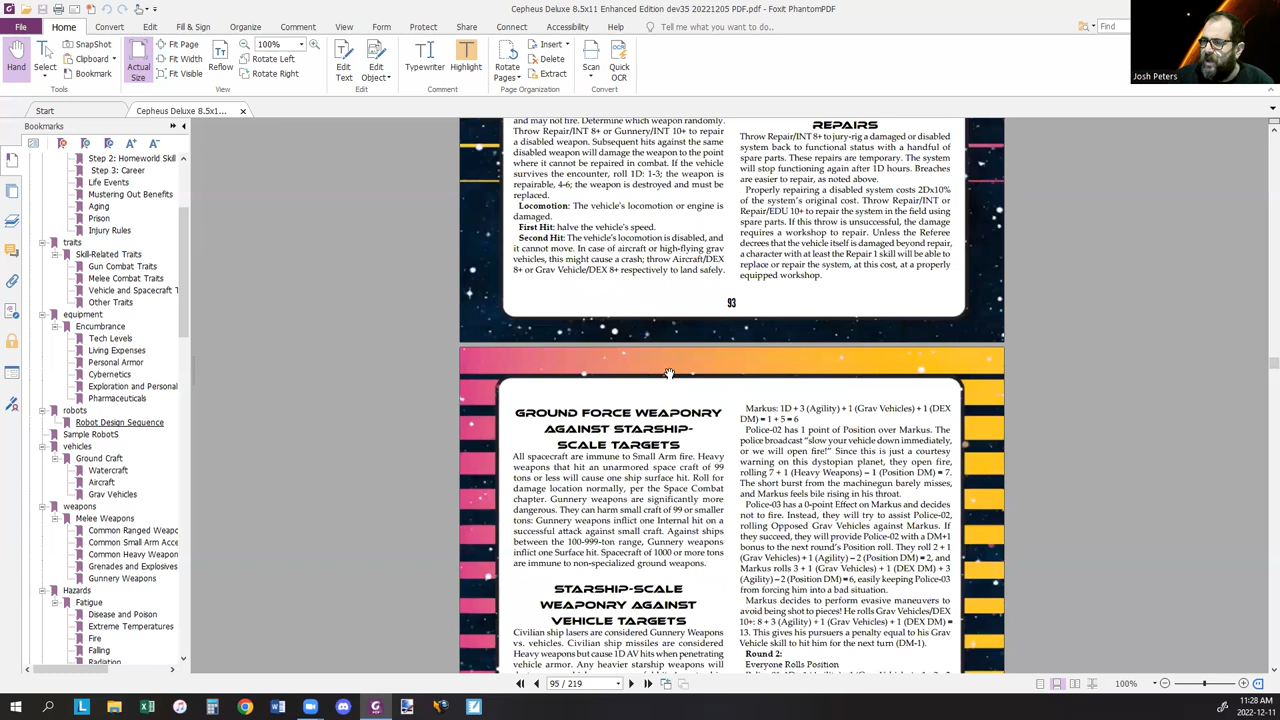 Cepheus Deluxe 8.5x11 Enhanced Edition dev35 20221205 PDF.pdf - Foxit PhantomPDF
File Home Convert Fill & Sign Organize Comment View Form Protect Share Connect Accessibility Help Tell me what you want to do... Find
SnapShot
Clipboard
Bookmark
Hand Select
Actual Size
Fit Page
Fit Width
Fit Visible
Reflow
100%
Rotate Left
Rotate Right
Edit Text
Edit Object
Typewriter
Highlight
Rotate Pages
Insert
Delete
Extract
Scan
Quick OCR
Tools View Edit Comment Page Organization Convert
Josh Peters
Start Cepheus Deluxe 8.5x1...
Bookmarks
Step 2: Homeworld Skil
Step 3: Career
Life Events
Mustering Out Benefits
Aging
Prison
Injury Rules
traits
Skill-Related Traits
Gun Combat Traits
Melee Combat Traits
Vehicle and Spacecraft T
Other Traits
equipment
Encumbrance
Tech Levels
Living Expenses
Personal Armor
Cybernetics
Exploration and Personal
Pharmaceuticals
robots
Robot Design Sequence
Sample RobotS
vehicles
Ground Craft
Watercraft
Aircraft
Grav Vehicles
weapons
Melee Weapons
Common Ranged Weapo
Common Small Arm Acce
Common Heavy Weapon
Grenades and Explosives
Gunnery Weapons
Hazards
Fatigue
Disease and Poison
Extreme Temperatures
Fire
Falling
Radiation
and may not fire. Determine which weapon randomly.
Throw Repair/INT 8+ or Gunnery/INT 10+ to repair
a disabled weapon. Subsequent hits against the same
disabled weapon will damage the weapon to the point
where it cannot be repaired in combat. If the vehicle
survives the encounter, roll 1D: 1-3; the weapon is
repairable, 4-6; the weapon is destroyed and must be
replaced.
Locomotion: The vehicle's locomotion or engine is
damaged.
First Hit: halve the vehicle's speed.
Second Hit: The vehicle's locomotion is disabled, and
it cannot move. In case of aircraft or high-flying grav
vehicles, this might cause a crash; throw Aircraft/DEX
8+ or Grav Vehicle/DEX 8+ respectively to land safely.
REPAIRS
Throw Repair/INT 8+ to jury-rig a damaged or disabled
system back to functional status with a handful of
spare parts. These repairs are temporary. The system
will stop functioning again after 1D hours. Breaches
are easier to repair, as noted above.
Properly repairing a disabled system costs 2Dx10%
of the system's original cost. Throw Repair/INT or
Repair/EDU 10+ to repair the system in the field using
spare parts. If this throw is unsuccessful, the damage
requires a workshop to repair. Unless the Referee
decrees that the vehicle itself is damaged beyond repair,
a character with at least the Repair 1 skill will be able to
replace or repair the system, at this cost, at a properly
equipped workshop.
93
GROUND FORCE WEAPONRY
AGAINST STARSHIP-
SCALE TARGETS
All spacecraft are immune to Small Arm fire. Heavy
weapons that hit an unarmored space craft of 99
tons or less will cause one ship surface hit. Roll for
damage location normally, per the Space Combat
chapter. Gunnery weapons are significantly more
dangerous. They can harm small craft of 99 or smaller
tons: Gunnery weapons inflict one Internal hit on a
successful attack against small craft. Against ships
between the 100-999-ton range, Gunnery weapons
inflict one Surface hit. Spacecraft of 1000 or more tons
are immune to non-specialized ground weapons.
STARSHIP-SCALE
WEAPONRY AGAINST
VEHICLE TARGETS
Civilian ship lasers are considered Gunnery Weapons
vs. vehicles. Civilian ship missiles are considered
Heavy weapons but cause 1D AV hits when penetrating
vehicle armor. Any heavier starship weapons will
Markus: 1D + 3 (Agility) + 1 (Grav Vehicles) + 1 (DEX
DM) = 1 + 5 = 6
Police-02 has 1 point of Position over Markus. The
police broadcast "slow your vehicle down immediately,
or we will open fire!" Since this is just a courtesy
warning on this dystopian planet, they open fire,
rolling 7 + 1 (Heavy Weapons) – 1 (Position DM) = 7.
The short burst from the machinegun barely misses,
and Markus feels bile rising in his throat.
Police-03 has a 0-point Effect on Markus and decides
not to fire. Instead, they will try to assist Police-02,
rolling Opposed Grav Vehicles against Markus. If
they succeed, they will provide Police-02 with a DM+1
bonus to the next round's Position roll. They roll 2 + 1
(Grav Vehicles) + 1 (Agility) – 2 (Position DM) = 2, and
Markus rolls 3 + 1 (Grav Vehicles) + 1 (DEX DM) + 3
(Agility) – 2 (Position DM) = 6, easily keeping Police-03
from forcing him into a bad situation.
Markus decides to perform evasive maneuvers to
avoid being shot to pieces! He rolls Grav Vehicles/DEX
10+: 8 + 3 (Agility) + 1 (Grav Vehicles) + 1 (DEX DM) =
13. This gives his pursuers a penalty equal to his Grav
Vehicle skill to hit him for the next turn (DM-1).
Round 2:
Everyone Rolls Position
95 / 219
100%
11:28 AM
2022-12-11